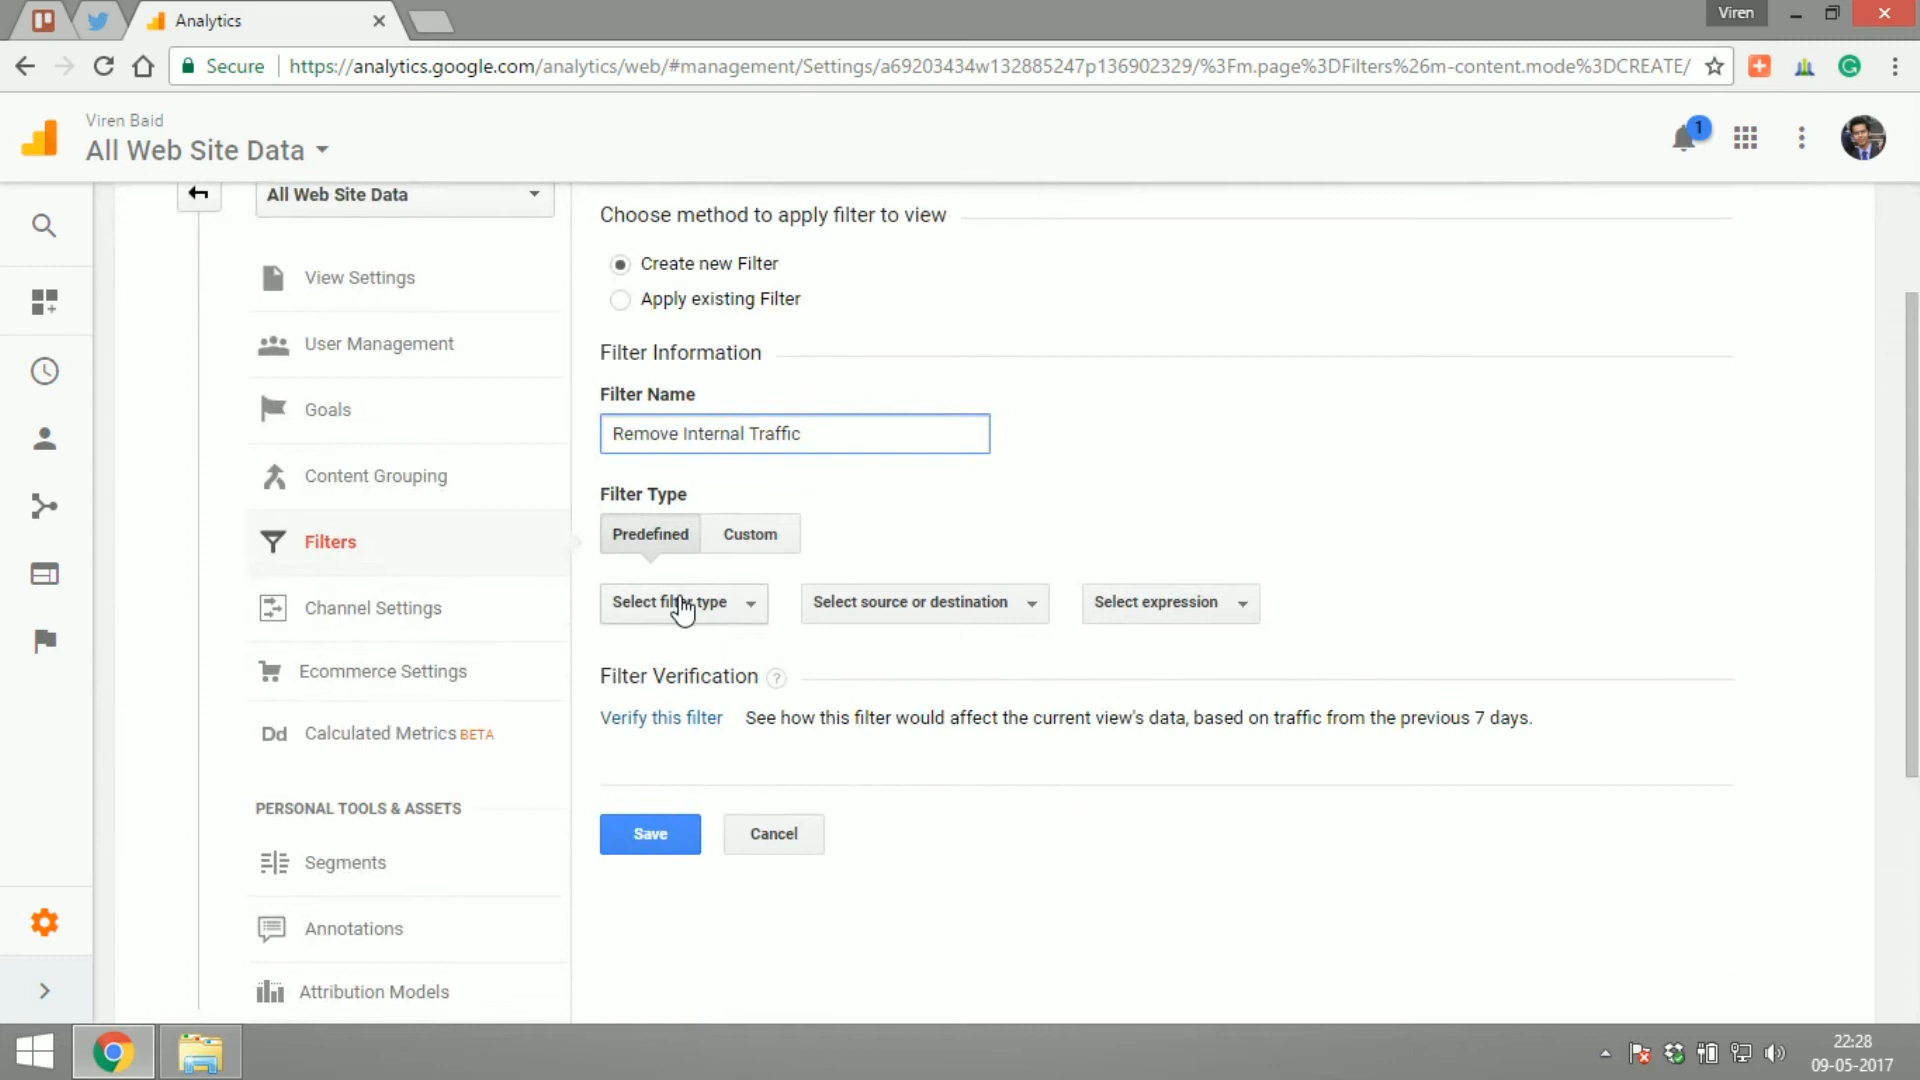 Analytics
Viren
Secure
https://analytics.google.com/analytics/web/#management/Settings/a69203434w132885247p136902329/%3Fm.page%3DFilters%26m-content.mode%3DCREATE/
Viren Baid
All Web Site Data
1
All Web Site Data
View Settings
User Management
Goals
Content Grouping
Filters
Channel Settings
Ecommerce Settings
Dd Calculated Metrics BETA
PERSONAL TOOLS & ASSETS
Segments
Annotations
Attribution Models
Choose method to apply filter to view
Create new Filter
Apply existing Filter
Filter Information
Filter Name
Remove Internal Traffic
Filter Type
Predefined Custom
Select filter type Select source or destination Select expression
Filter Verification ?
Verify this filter See how this filter would affect the current view's data, based on traffic from the previous 7 days.
Save Cancel
22:28
09-05-2017